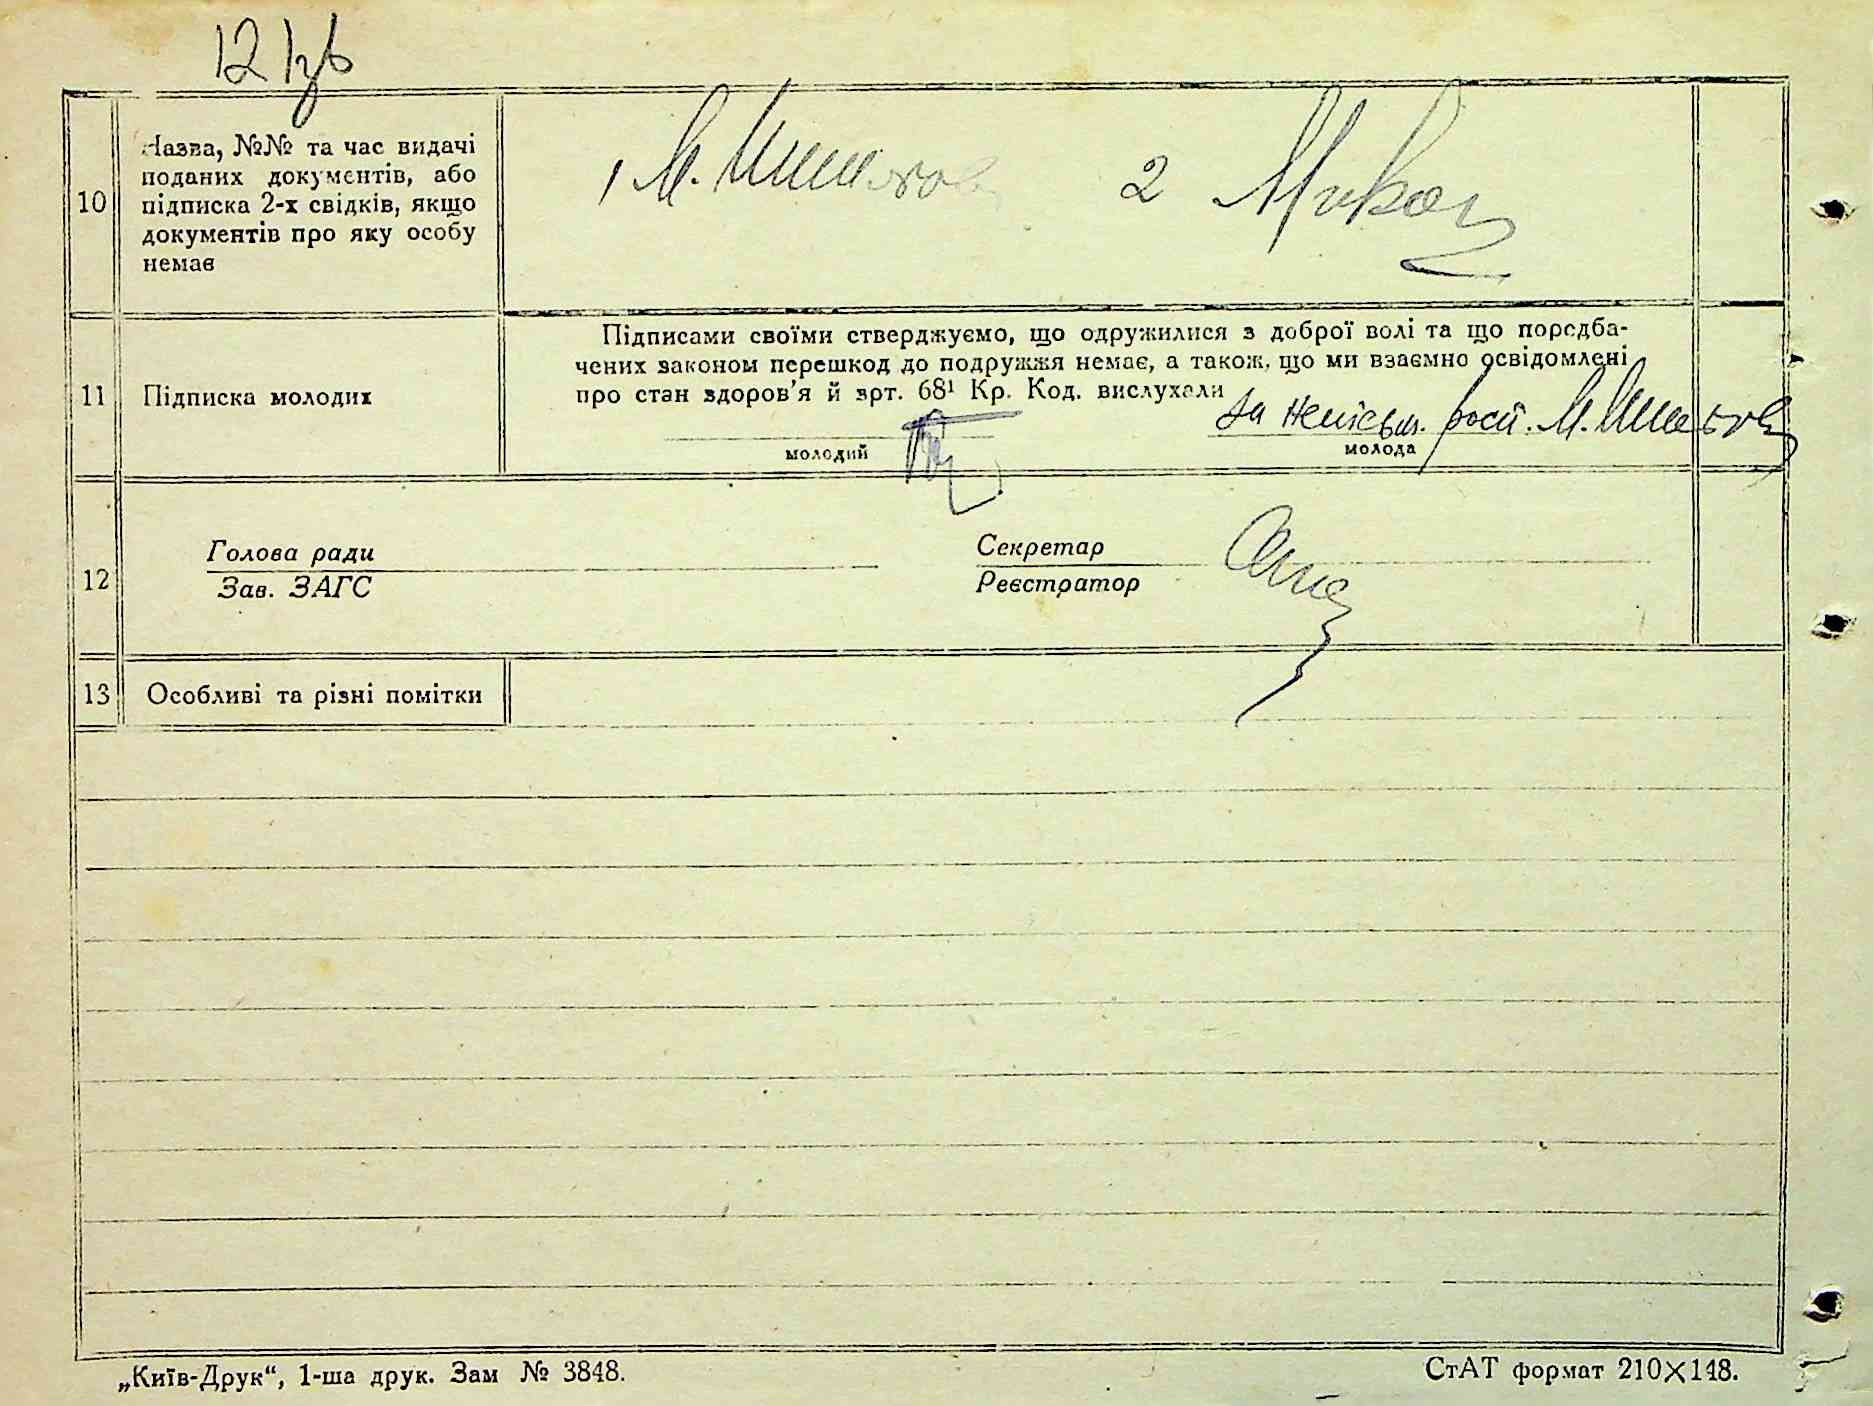 12
10
Назва, №№ та час видачі
поданих документів, або
підписка 2-х свідків, якщо
документів про яку особу
немає
1 М.
2
11
Підписка молодих
Підписами своїми стверджуємо, що одружилися з доброї волі та що передба-
чених законом перешкод до подружжя немає, а також, що ми взаємно освідомлені
про стан здоров'я й арт. 68¹ Кр. Код. вислухали
за неписьм. росп. М.
молодий
молода
12
Голова ради
Зав. ЗАГС
Секретар
Реєстратор
13
Особливі та різні помітки
„Київ-Друк“, 1-ша друк. Зам № 3848.
СтАТ формат 210×148.